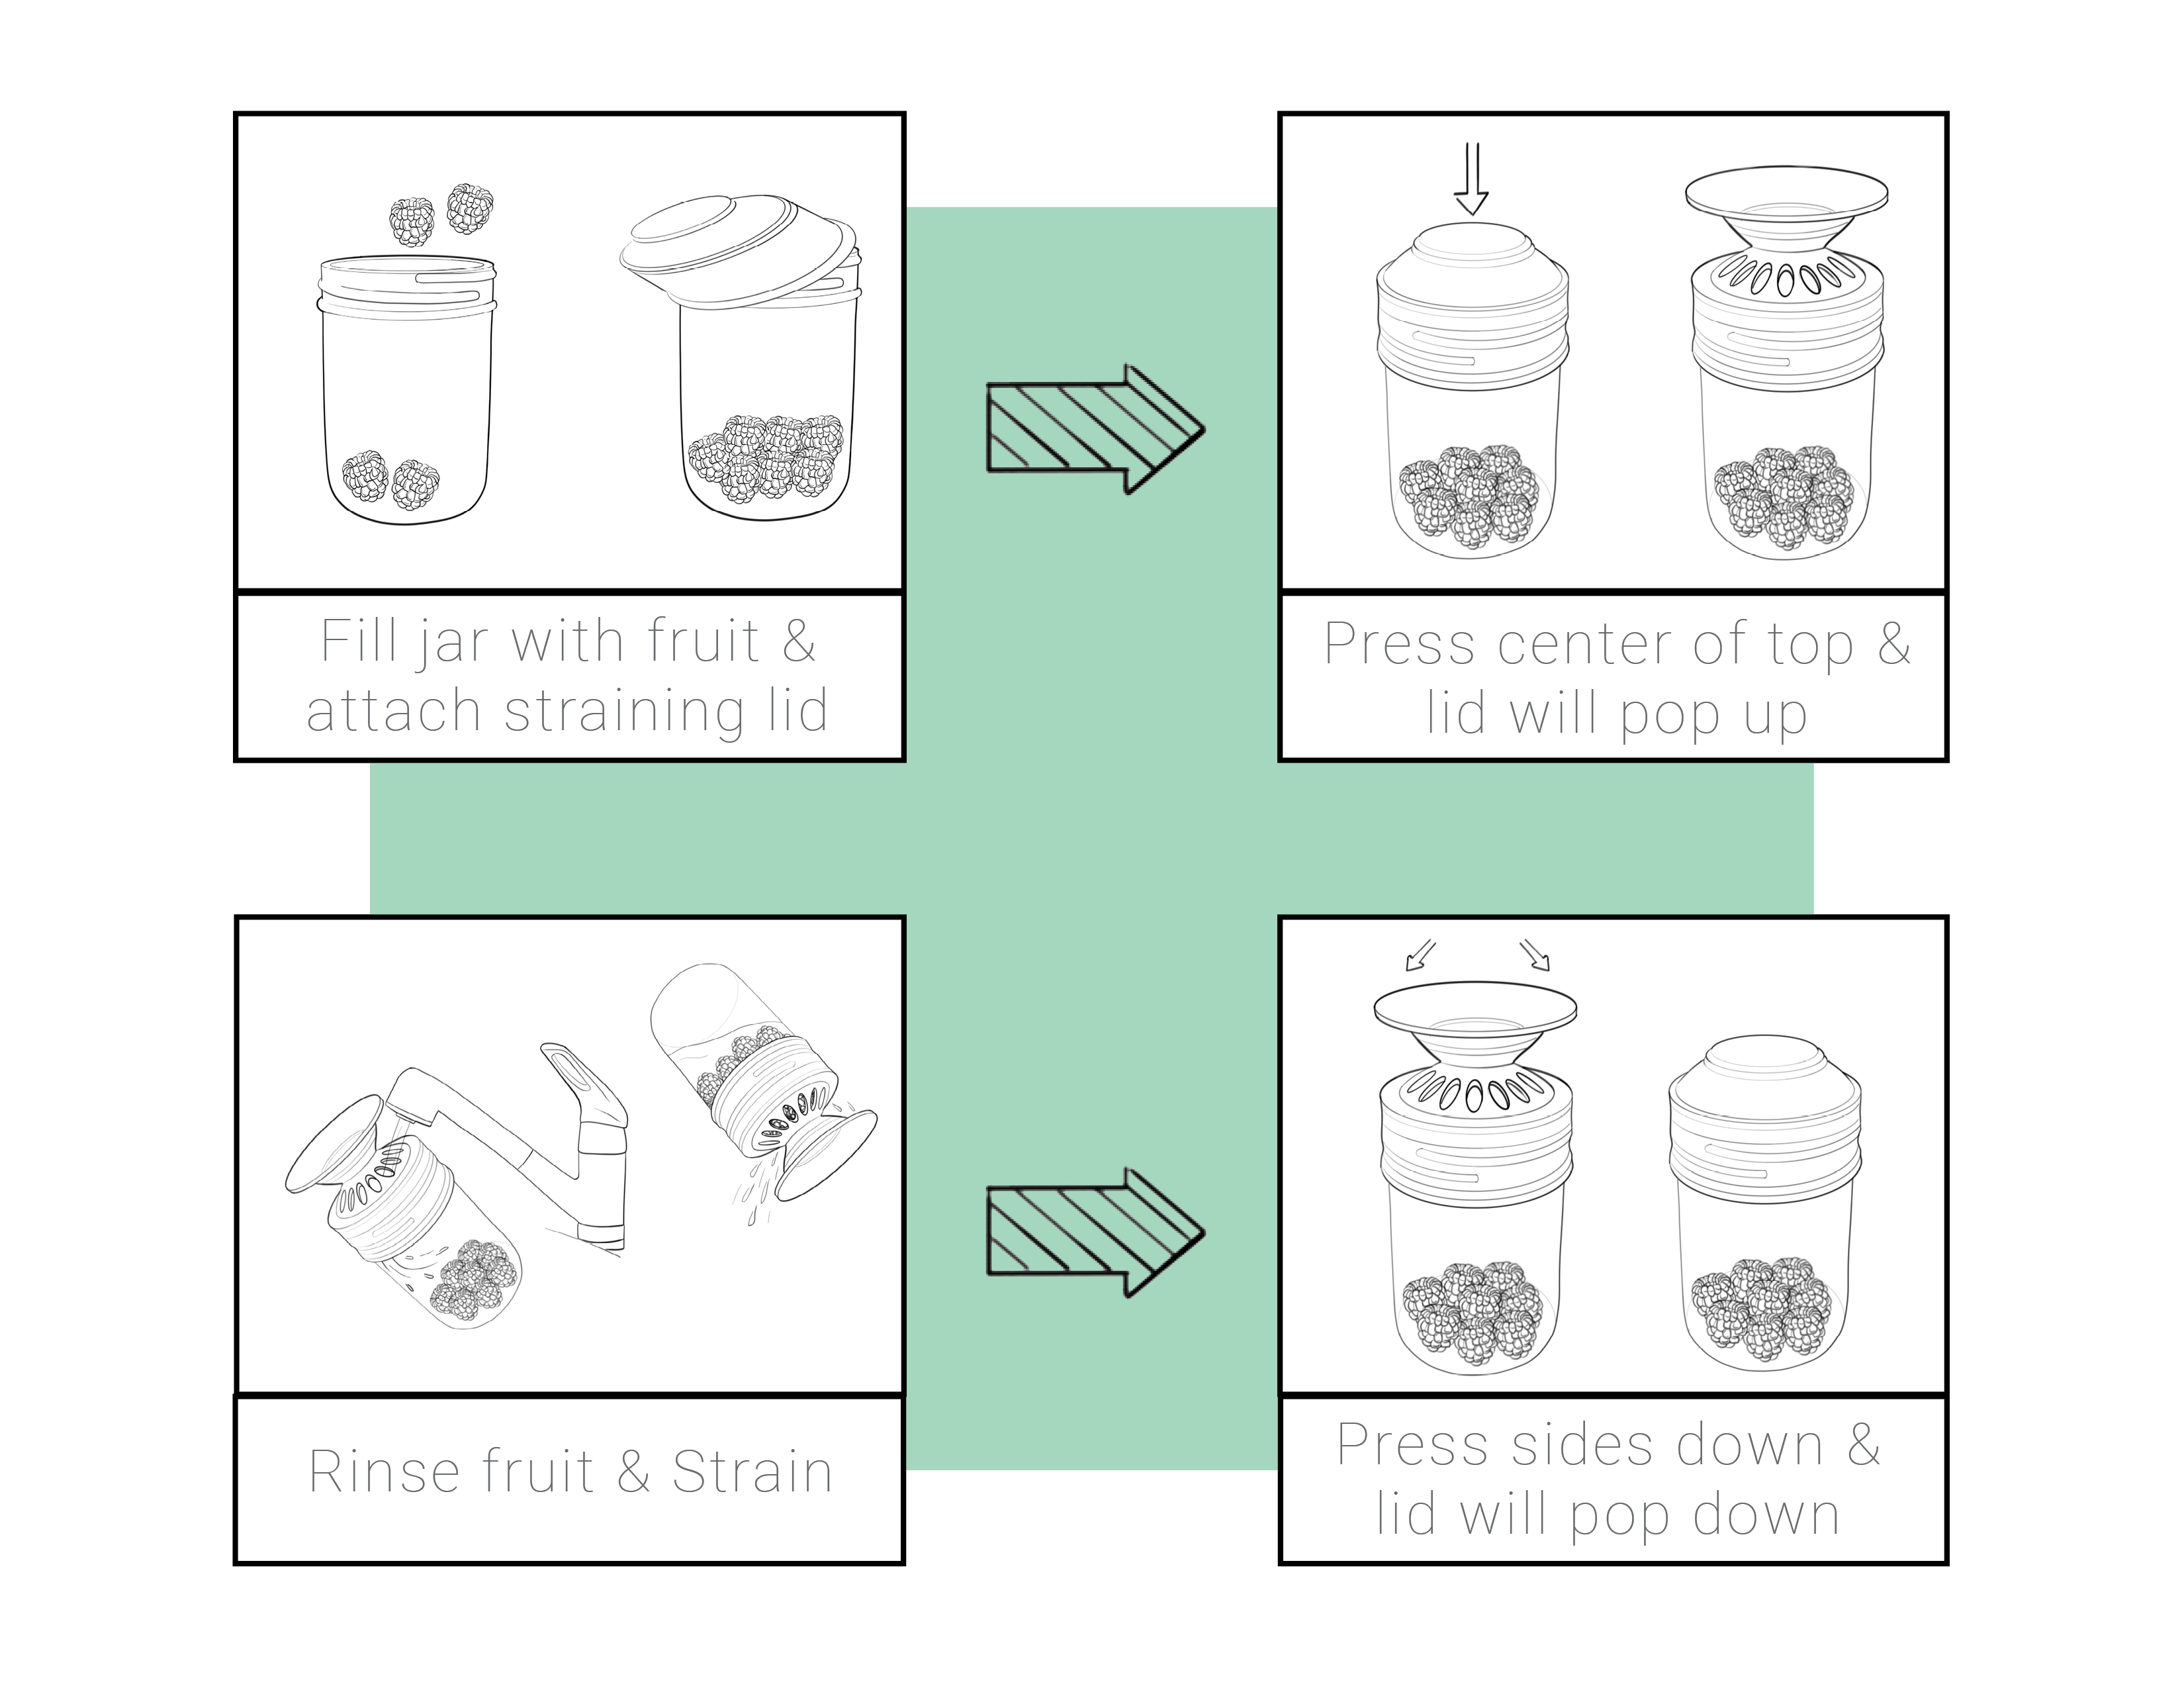 Fill jar with fruit &
attach straining lid
Press center of top &
lid will pop up
Rinse fruit & Strain
Press sides down &
lid will pop down